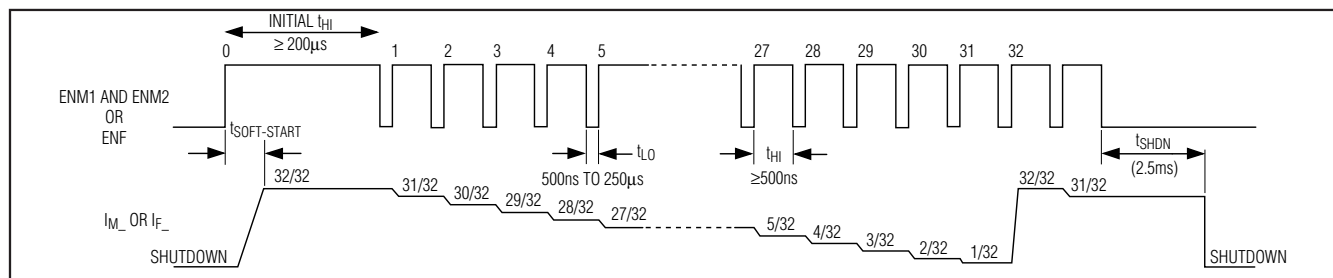 INITIAL tHI
≥ 200µs
0 1 2 3 4 5 27 28 29 30 31 32
ENM1 AND ENM2
OR
ENF
tSOFT-START
tLO
500ns TO 250µs
tHI
≥500ns
tSHDN
(2.5ms)
32/32 31/32 30/32 29/32 28/32 27/32 5/32 4/32 3/32 2/32 1/32 32/32 31/32
IM_ OR IF_
SHUTDOWN
SHUTDOWN